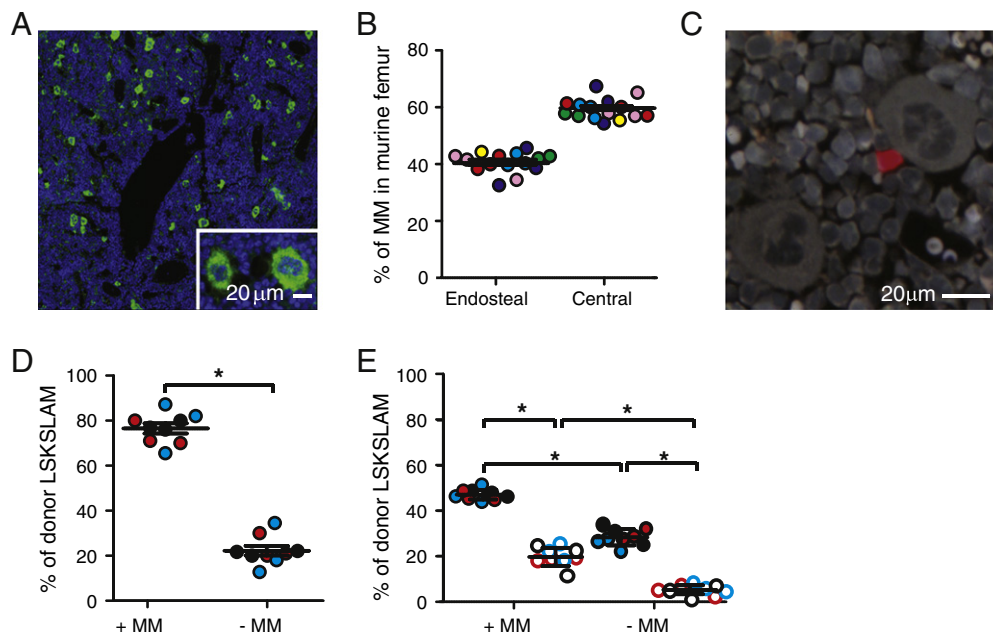 A
20 μm
B
% of MM in murine femur
80
60
40
20
0
Endosteal
Central
C
20μm
D
% of donor LSKSLAM
100
80
60
40
20
0
*
+ MM
- MM
E
% of donor LSKSLAM
100
80
60
40
20
0
*
*
*
*
+ MM
- MM